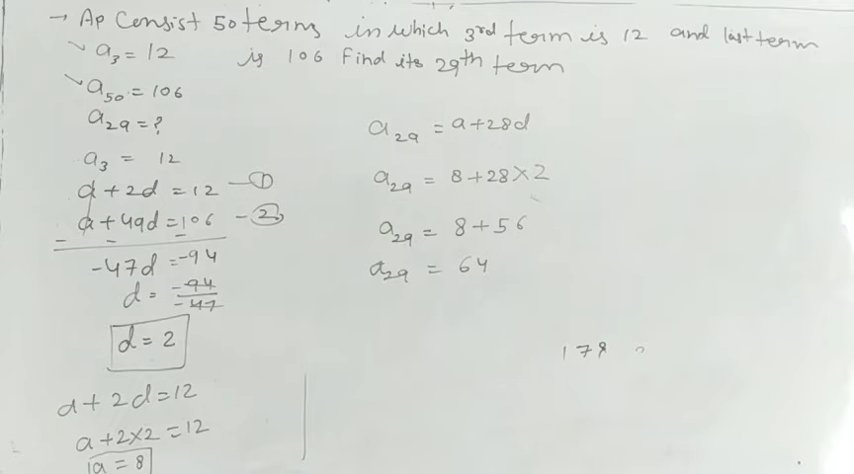 → Ap Consist 50 terms in which 3rd term is 12 and last term
is 106 Find its 29th term
a3 = 12
a50 = 106
a29 = ?
a3 = 12
a + 2d = 12 — ①
a + 49d = 106 - ②
− − −
-47d = -94
d = -94/-47
d = 2
a + 2d = 12
a + 2×2 = 12
a = 8
a29 = a + 28d
a29 = 8 + 28×2
a29 = 8 + 56
a29 = 64